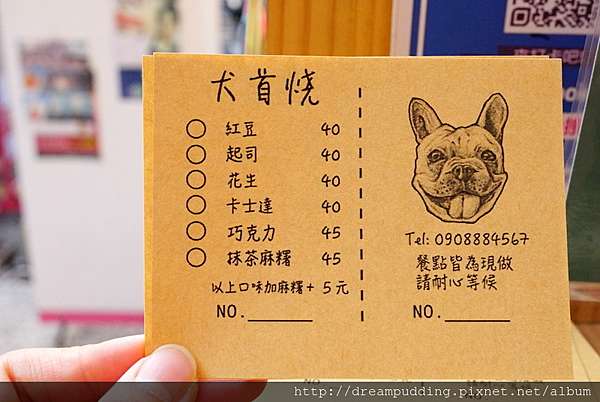 犬首燒
紅豆 40
起司 40
花生 40
卡士達 40
巧克力 45
抹茶麻糬 45
以上口味加麻糬+5元
NO.
Tel: 0908884567
餐點皆為現做
請耐心等候
NO.
http://dreampudding.pixnet.net/album